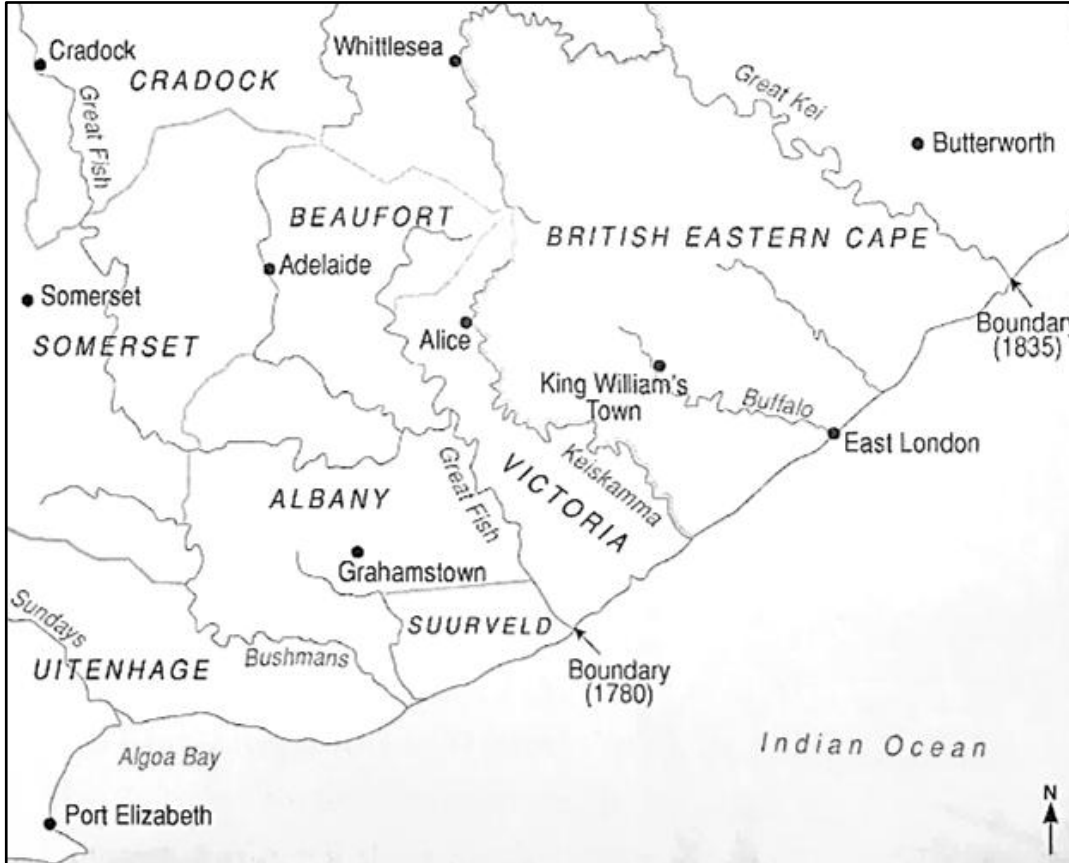 Cradock
CRADOCK
Whittlesea
Great Fish
Great Kei
Butterworth
BEAUFORT
BRITISH EASTERN CAPE
Adelaide
Somerset
SOMERSET
Alice
Boundary
(1835)
King William's
Town
Buffalo
East London
Great Fish
VICTORIA
Keiskamma
ALBANY
Grahamstown
SUURVELD
Sundays
UITENHAGE
Bushmans
Boundary
(1780)
Algoa Bay
Indian Ocean
Port Elizabeth
N